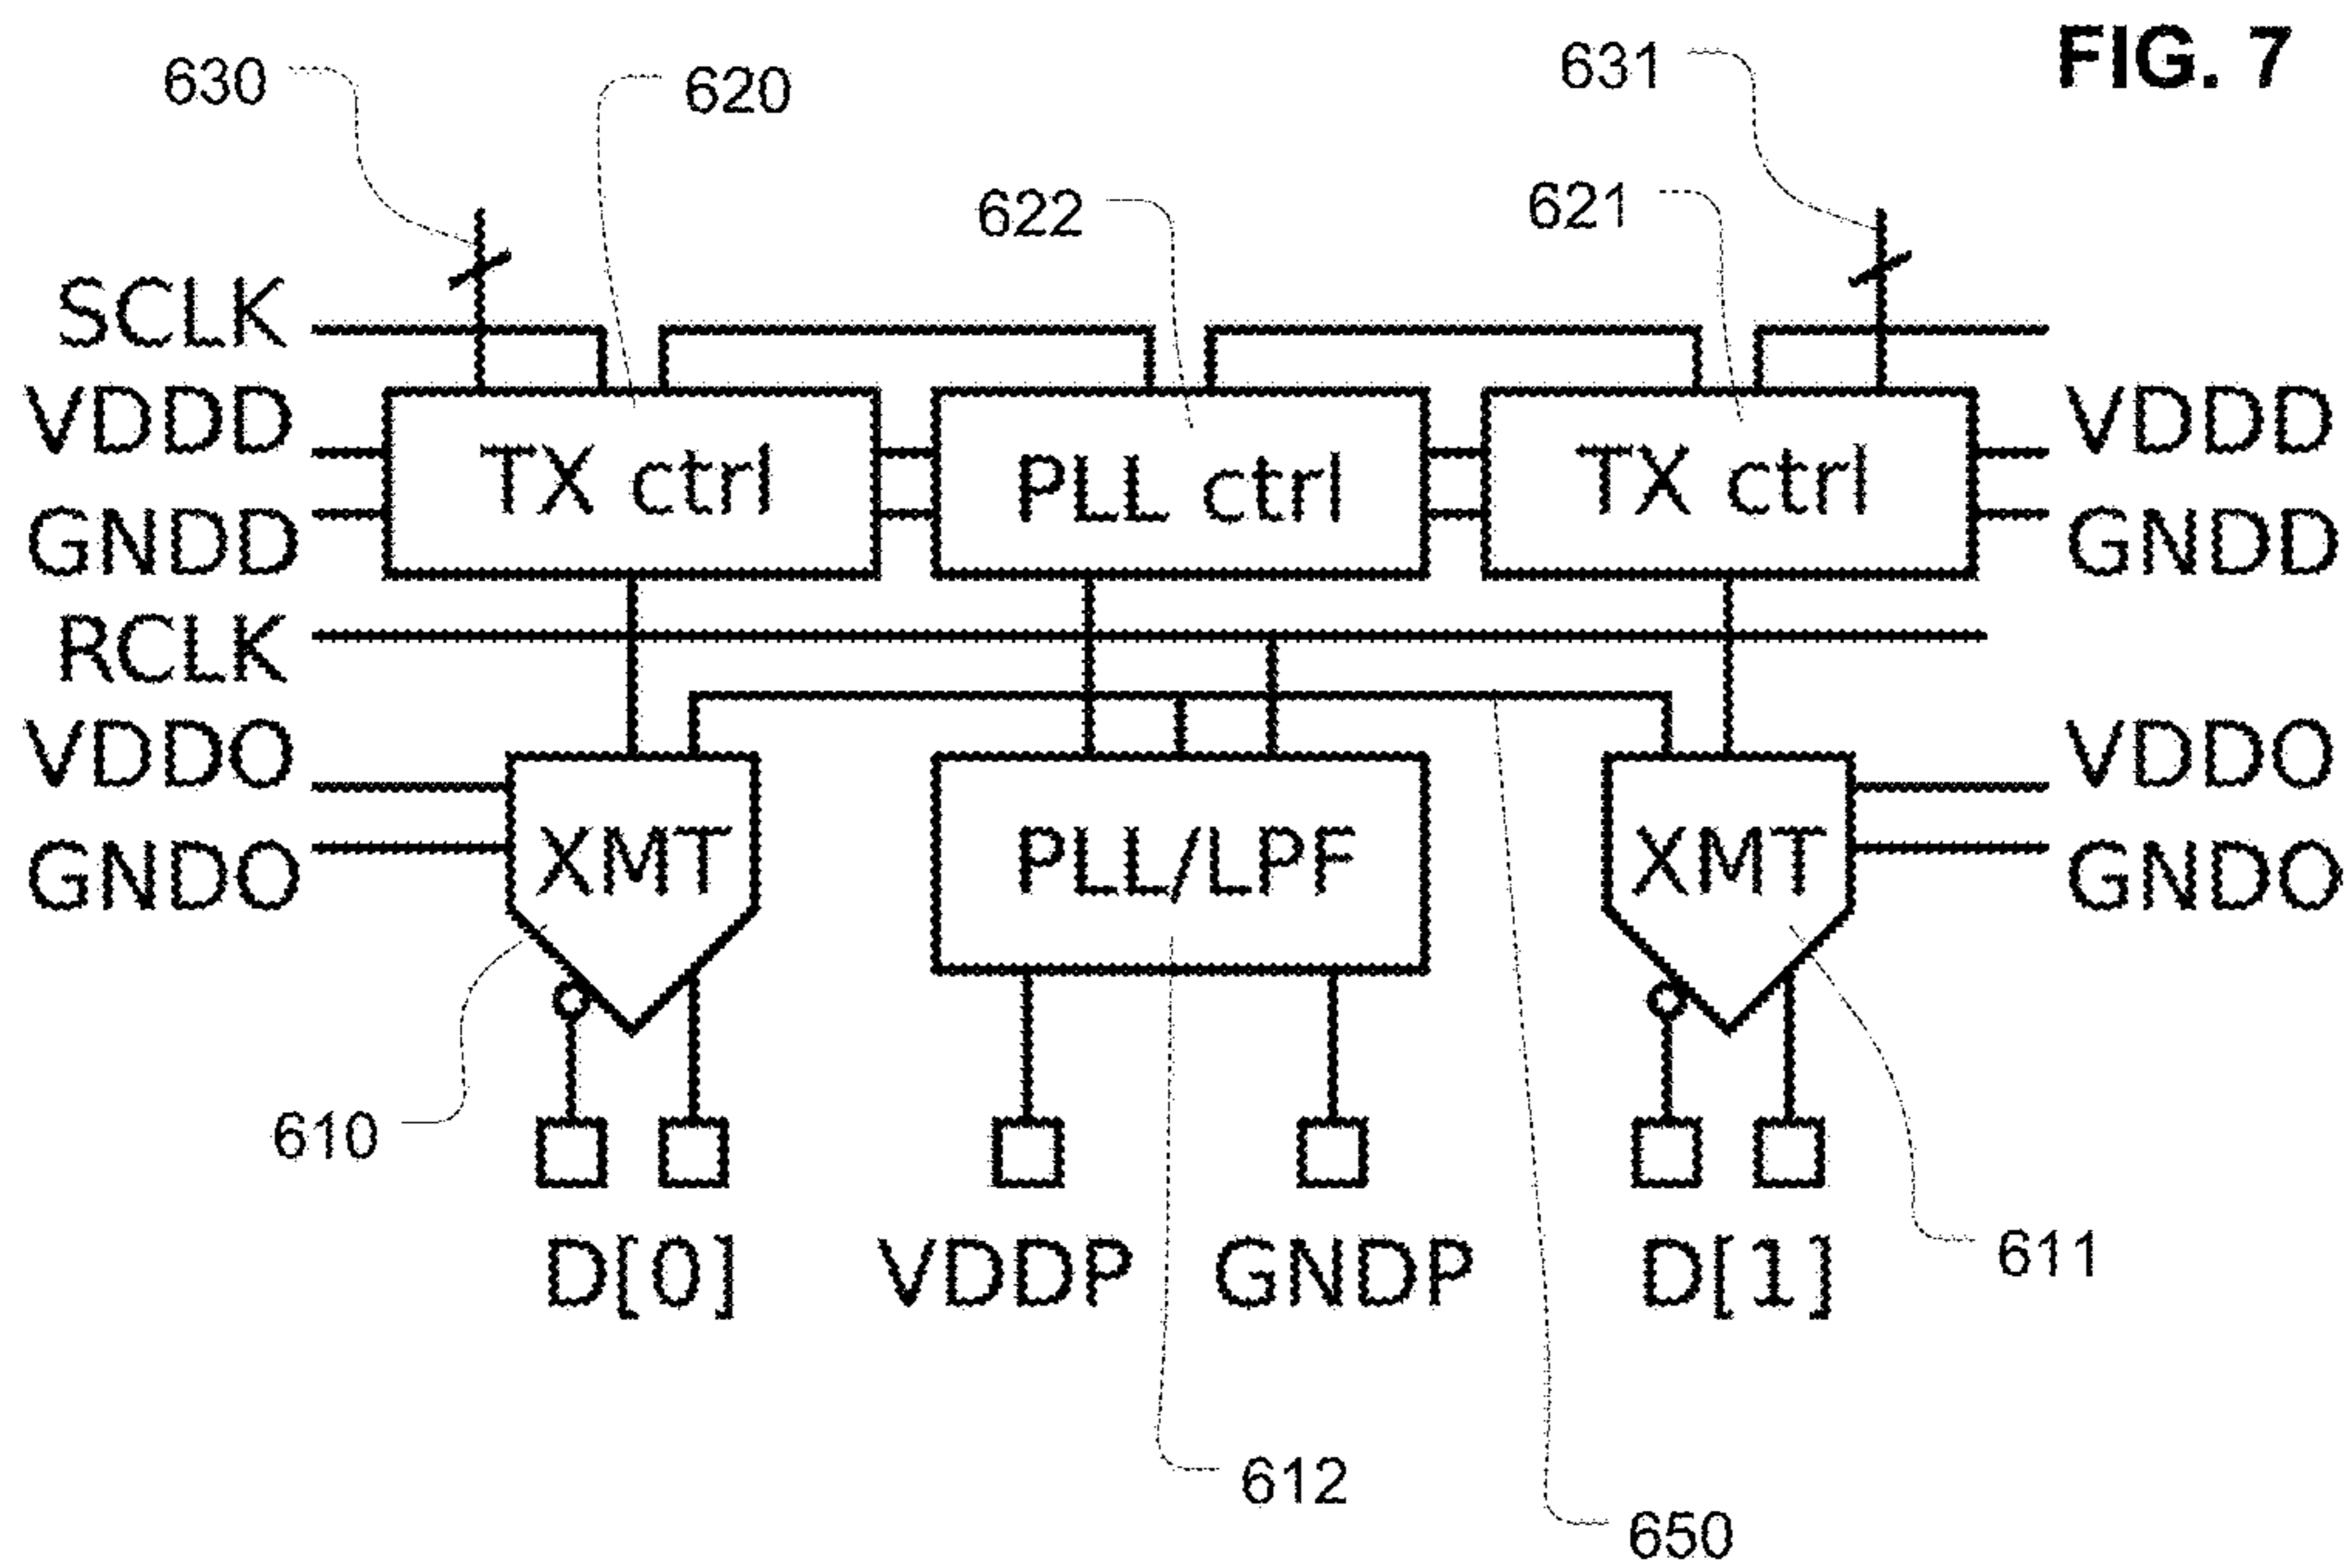 FIG. 7
630
620
631
622
621
SCLK
VDDD
TX ctrl
PLL ctrl
TX ctrl
VDDD
GNDD
GNDD
RCLK
VDDO
VDDO
GNDO
XMT
PLL/LPF
XMT
GNDO
610
D[0]
VDDP
GNDP
D[1]
611
612
650